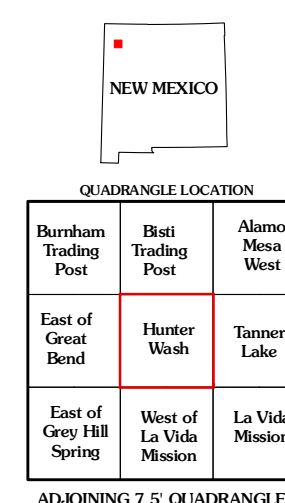 NEW MEXICO
QUADRANGLE LOCATION
Burnham
Trading
Post
Bisti
Trading
Post
Alamo
Mesa
West
East of
Great
Bend
Hunter
Wash
Tanner
Lake
East of
Grey Hill
Spring
West of
La Vida
Mission
La Vida
Mission
ADJOINING 7.5' QUADRANGLE